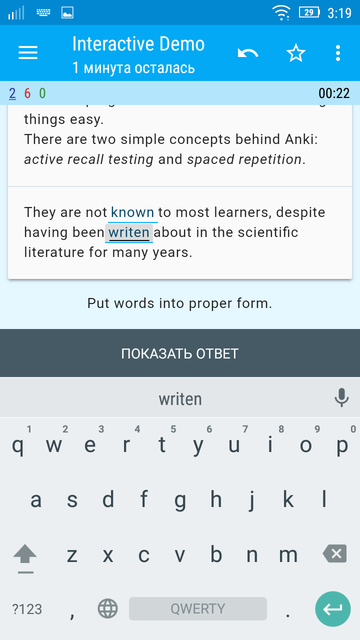 29 3:19
Interactive Demo
1 минута осталась
2 6 0 00:22
things easy.
There are two simple concepts behind Anki:
active recall testing and spaced repetition.
They are not known to most learners, despite
having been writen about in the scientific
literature for many years.
Put words into proper form.
ПОКАЗАТЬ ОТВЕТ
writen
1 2 3 4 5 6 7 8 9 0
q w e r t y u i o p
a s d f g h j k l
z x c v b n m
?123 , QWERTY .